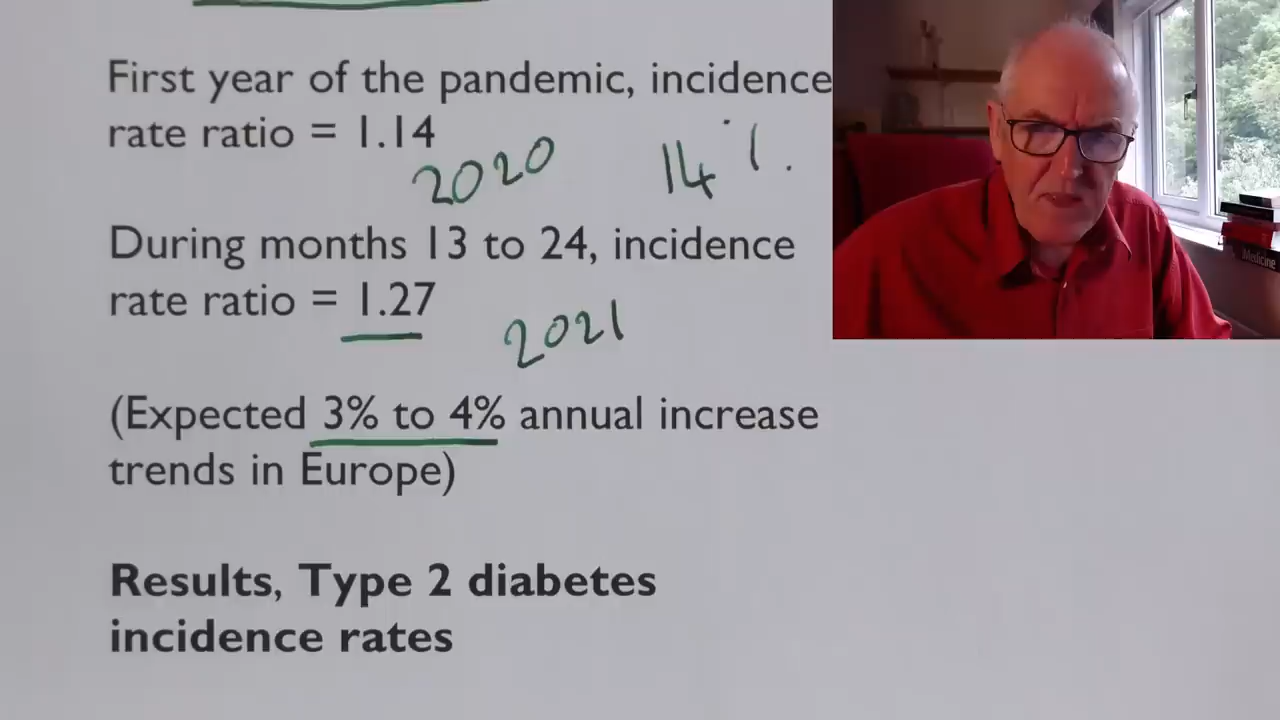 First year of the pandemic, incidence
rate ratio = 1.14
2020 14%.
During months 13 to 24, incidence
rate ratio = 1.27
2021
(Expected 3% to 4% annual increase
trends in Europe)
Results, Type 2 diabetes
incidence rates
Medicine